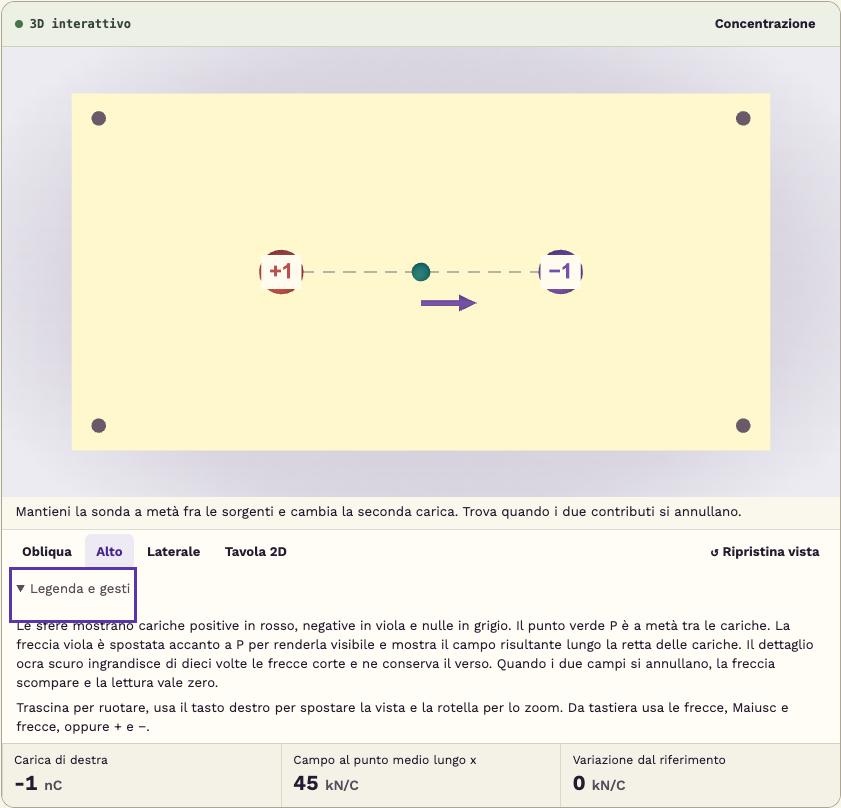 3D interattivo
Concentrazione
+1
−1
Mantieni la sonda a metà fra le sorgenti e cambia la seconda carica. Trova quando i due contributi si annullano.
Obliqua Alto Laterale Tavola 2D
↺ Ripristina vista
▼ Legenda e gesti
Le sfere mostrano cariche positive in rosso, negative in viola e nulle in grigio. Il punto verde P è a metà tra le cariche. La
freccia viola è spostata accanto a P per renderla visibile e mostra il campo risultante lungo la retta delle cariche. Il dettaglio
ocra scuro ingrandisce di dieci volte le frecce corte e ne conserva il verso. Quando i due campi si annullano, la freccia
scompare e la lettura vale zero.
Trascina per ruotare, usa il tasto destro per spostare la vista e la rotella per lo zoom. Da tastiera usa le frecce, Maiusc e
frecce, oppure + e −.
Carica di destra
-1 nC
Campo al punto medio lungo x
45 kN/C
Variazione dal riferimento
0 kN/C